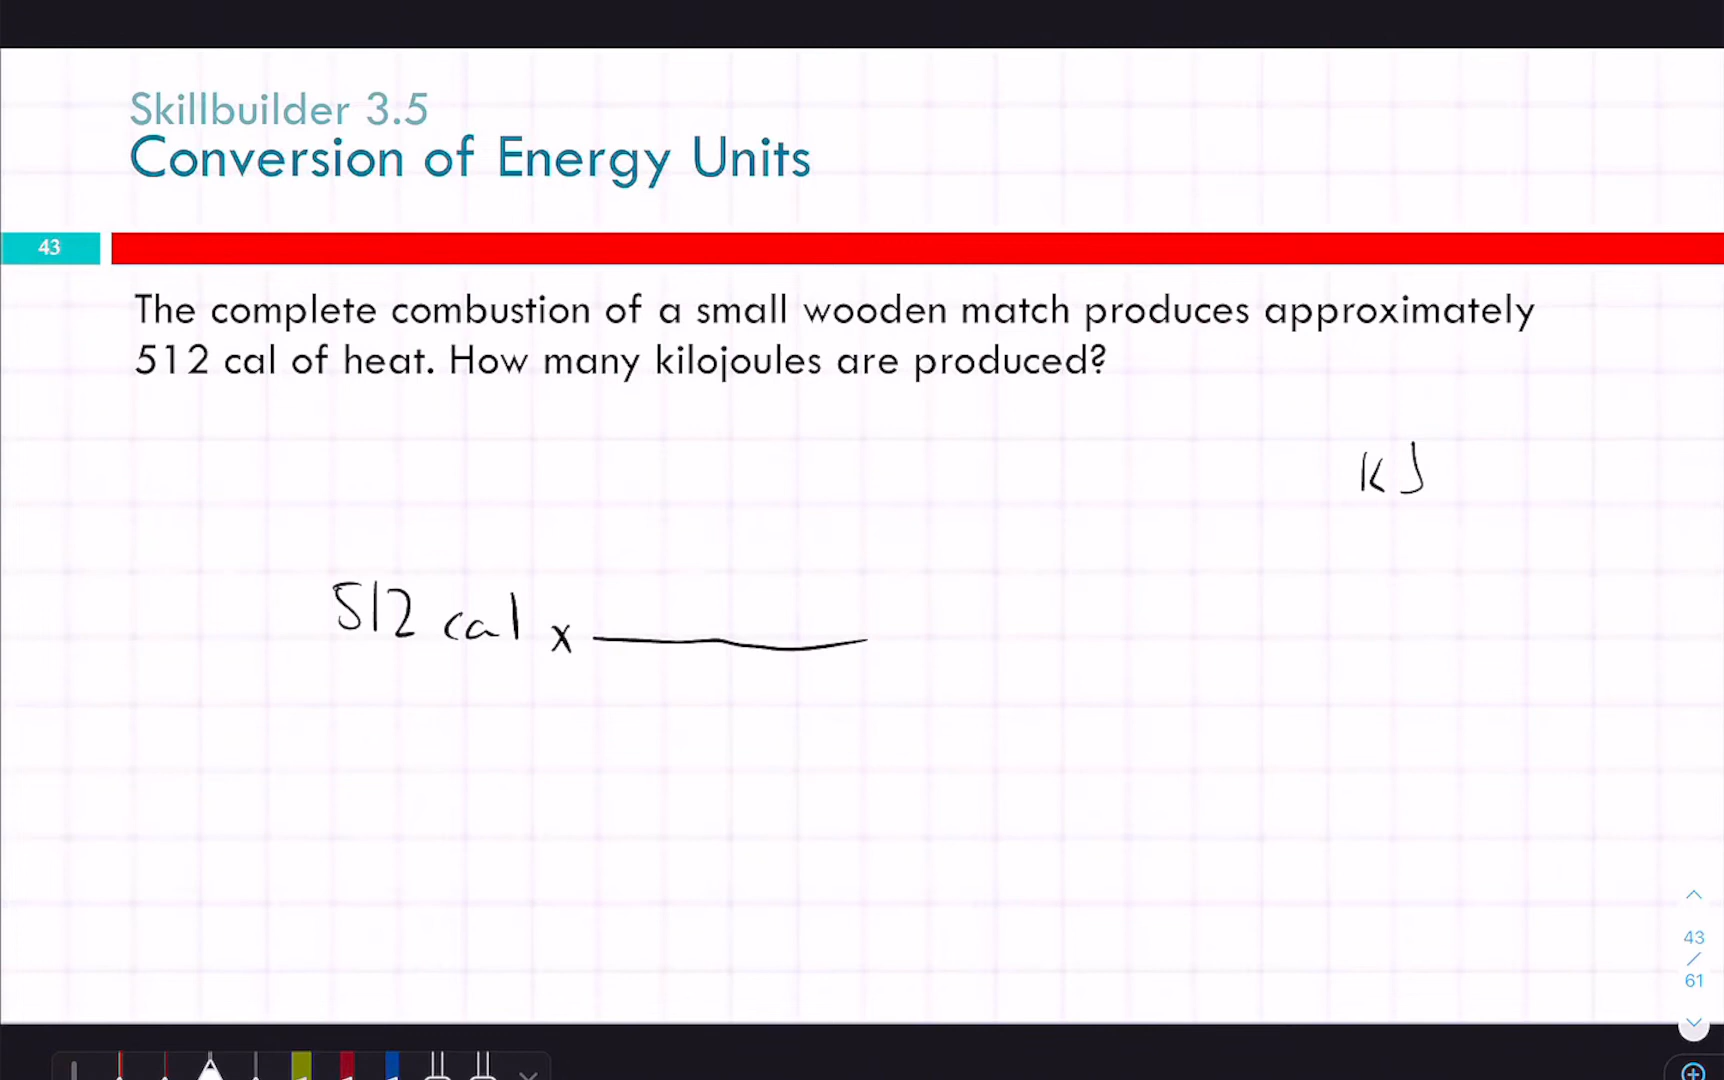 Skillbuilder 3.5
Conversion of Energy Units
43
The complete combustion of a small wooden match produces approximately
512 cal of heat. How many kilojoules are produced?
kJ
512 cal x
43
/
61